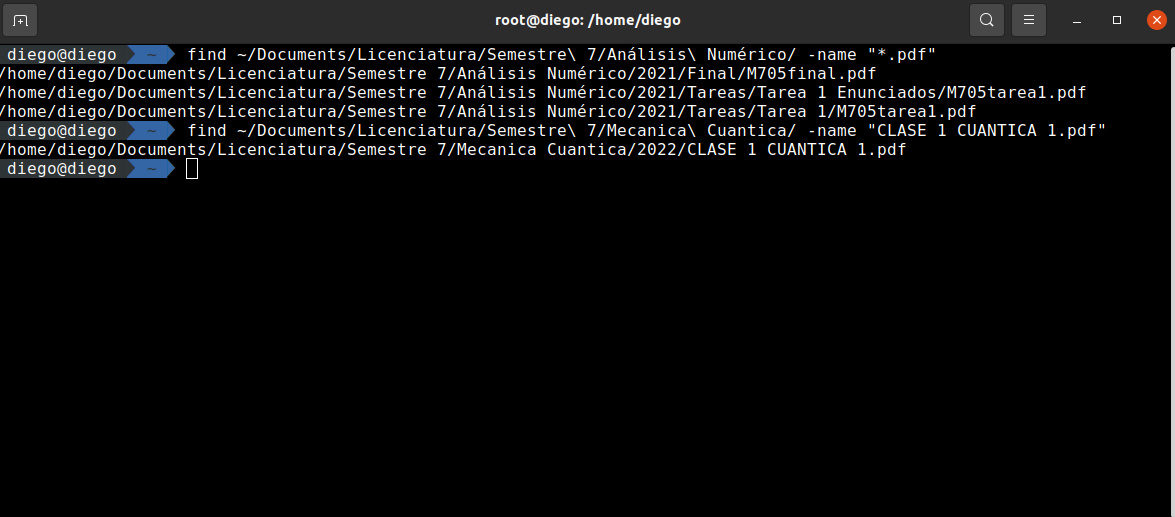 root@diego: /home/diego
diego@diego ~ find ~/Documents/Licenciatura/Semestre\ 7/Análisis\ Numérico/ -name "*.pdf"
/home/diego/Documents/Licenciatura/Semestre 7/Análisis Numérico/2021/Final/M705final.pdf
/home/diego/Documents/Licenciatura/Semestre 7/Análisis Numérico/2021/Tareas/Tarea 1 Enunciados/M705tarea1.pdf
/home/diego/Documents/Licenciatura/Semestre 7/Análisis Numérico/2021/Tareas/Tarea 1/M705tarea1.pdf
diego@diego ~ find ~/Documents/Licenciatura/Semestre\ 7/Mecanica\ Cuantica/ -name "CLASE 1 CUANTICA 1.pdf"
/home/diego/Documents/Licenciatura/Semestre 7/Mecanica Cuantica/2022/CLASE 1 CUANTICA 1.pdf
diego@diego ~